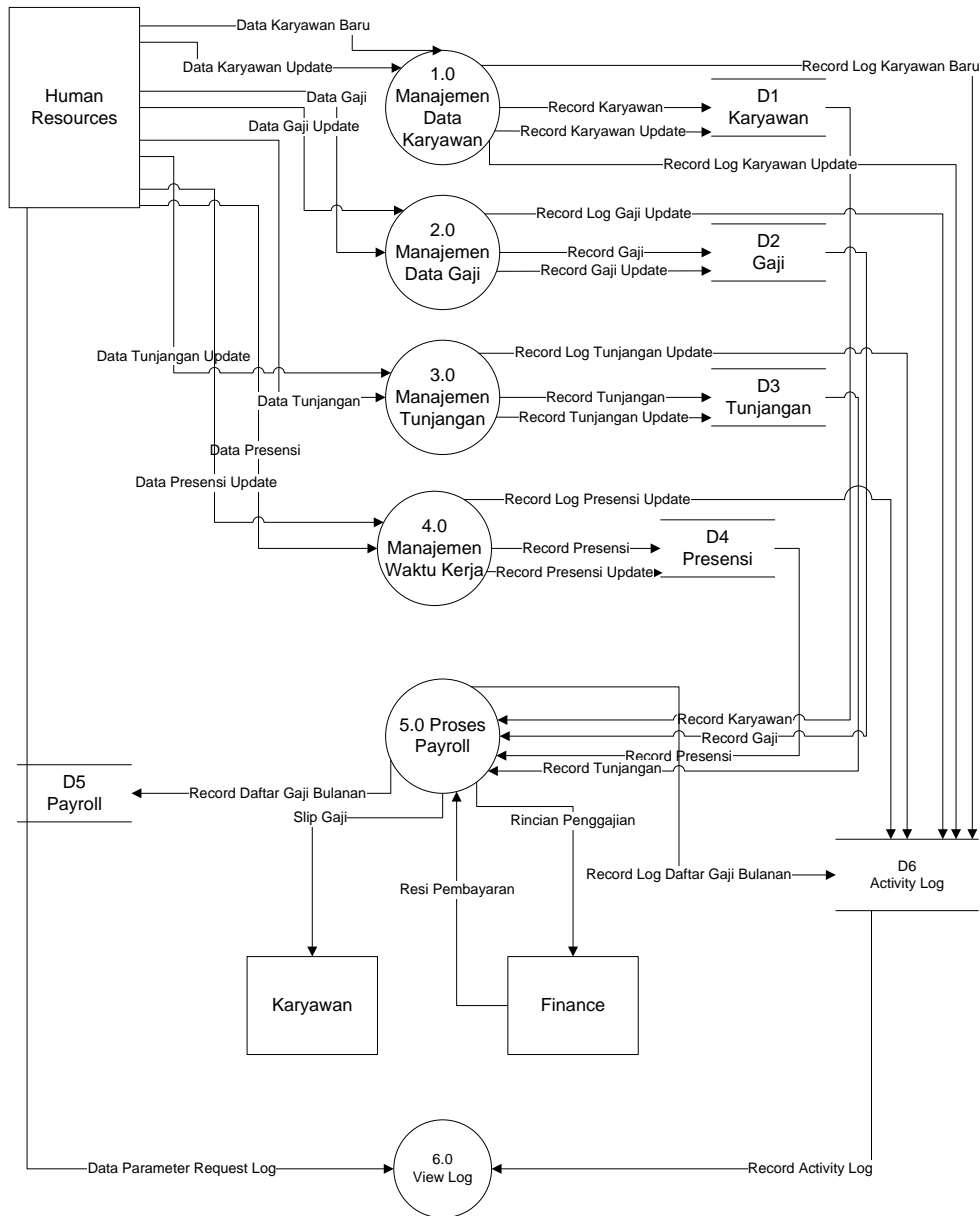 Data Karyawan Baru
Data Karyawan Update
Human
Resources
Data Gaji
Data Gaji Update
1.0
Manajemen
Data
Karyawan
Record Log Karyawan Baru
Record Karyawan
Record Karyawan Update
D1
Karyawan
Record Log Karyawan Update
2.0
Manajemen
Data Gaji
Record Log Gaji Update
Record Gaji
Record Gaji Update
D2
Gaji
Data Tunjangan Update
Data Tunjangan
3.0
Manajemen
Tunjangan
Record Log Tunjangan Update
Record Tunjangan
Record Tunjangan Update
D3
Tunjangan
Data Presensi
Data Presensi Update
4.0
Manajemen
Waktu Kerja
Record Log Presensi Update
Record Presensi
Record Presensi Update
D4
Presensi
5.0 Proses
Payroll
Record Karyawan
Record Gaji
Record Presensi
Record Tunjangan
D5
Payroll
Record Daftar Gaji Bulanan
Slip Gaji
Rincian Penggajian
Resi Pembayaran
Record Log Daftar Gaji Bulanan
D6
Activity Log
Karyawan
Finance
Data Parameter Request Log
6.0
View Log
Record Activity Log